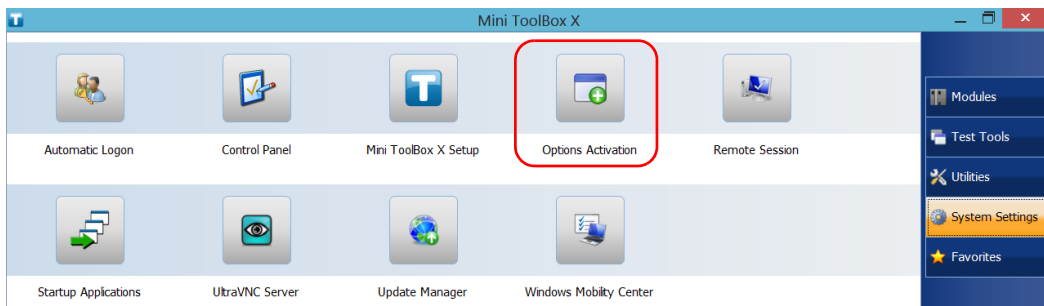 Mini ToolBox X
Automatic Logon
Control Panel
Mini ToolBox X Setup
Options Activation
Remote Session
Startup Applications
UltraVNC Server
Update Manager
Windows Mobility Center
Modules
Test Tools
Utilities
System Settings
Favorites